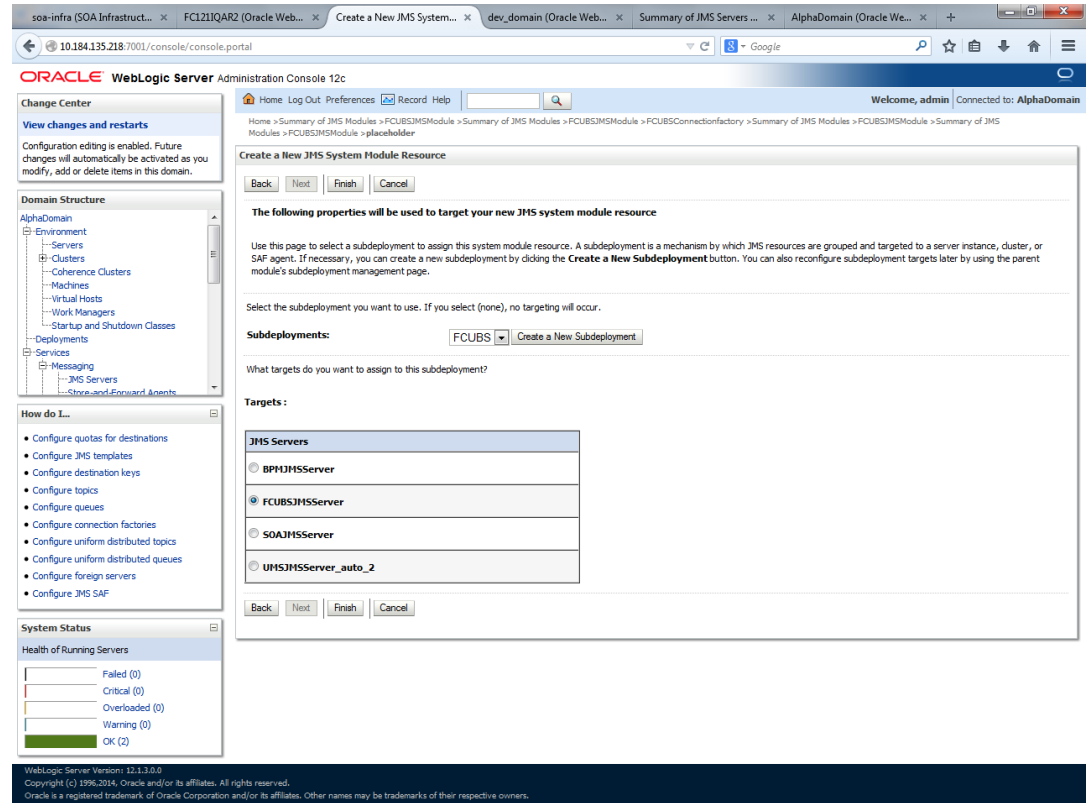 soa-infra (SOA Infrastruct...
FC121IQAR2 (Oracle Web...
Create a New JMS System...
dev_domain (Oracle Web...
Summary of JMS Servers ...
AlphaDomain (Oracle We...
10.184.135.218:7001/console/console.portal
8 - Google
ORACLE WebLogic Server Administration Console 12c
Change Center
View changes and restarts
Configuration editing is enabled. Future
changes will automatically be activated as you
modify, add or delete items in this domain.
Domain Structure
AlphaDomain
Environment
Servers
Clusters
Coherence Clusters
Machines
Virtual Hosts
Work Managers
Startup and Shutdown Classes
Deployments
Services
Messaging
JMS Servers
Store-and-Forward Agents
How do I...
Configure quotas for destinations
Configure JMS templates
Configure destination keys
Configure topics
Configure queues
Configure connection factories
Configure uniform distributed topics
Configure uniform distributed queues
Configure foreign servers
Configure JMS SAF
System Status
Health of Running Servers
Failed (0)
Critical (0)
Overloaded (0)
Warning (0)
OK (2)
Home Log Out Preferences Record Help
Welcome, admin Connected to: AlphaDomain
Home >Summary of JMS Modules >FCUBSJMSModule >Summary of JMS Modules >FCUBSJMSModule >FCUBSConnectionfactory >Summary of JMS Modules >FCUBSJMSModule >Summary of JMS
Modules >FCUBSJMSModule >placeholder
Create a New JMS System Module Resource
Back Next Finish Cancel
The following properties will be used to target your new JMS system module resource
Use this page to select a subdeployment to assign this system module resource. A subdeployment is a mechanism by which JMS resources are grouped and targeted to a server instance, cluster, or
SAF agent. If necessary, you can create a new subdeployment by clicking the Create a New Subdeployment button. You can also reconfigure subdeployment targets later by using the parent
module's subdeployment management page.
Select the subdeployment you want to use. If you select (none), no targeting will occur.
Subdeployments: FCUBS Create a New Subdeployment
What targets do you want to assign to this subdeployment?
Targets :
JMS Servers
BPMJMSServer
FCUBSJMSServer
SOAJMSServer
UMSJMSServer_auto_2
Back Next Finish Cancel
WebLogic Server Version: 12.1.3.0.0
Copyright (c) 1996,2014, Oracle and/or its affiliates. All rights reserved.
Oracle is a registered trademark of Oracle Corporation and/or its affiliates. Other names may be trademarks of their respective owners.